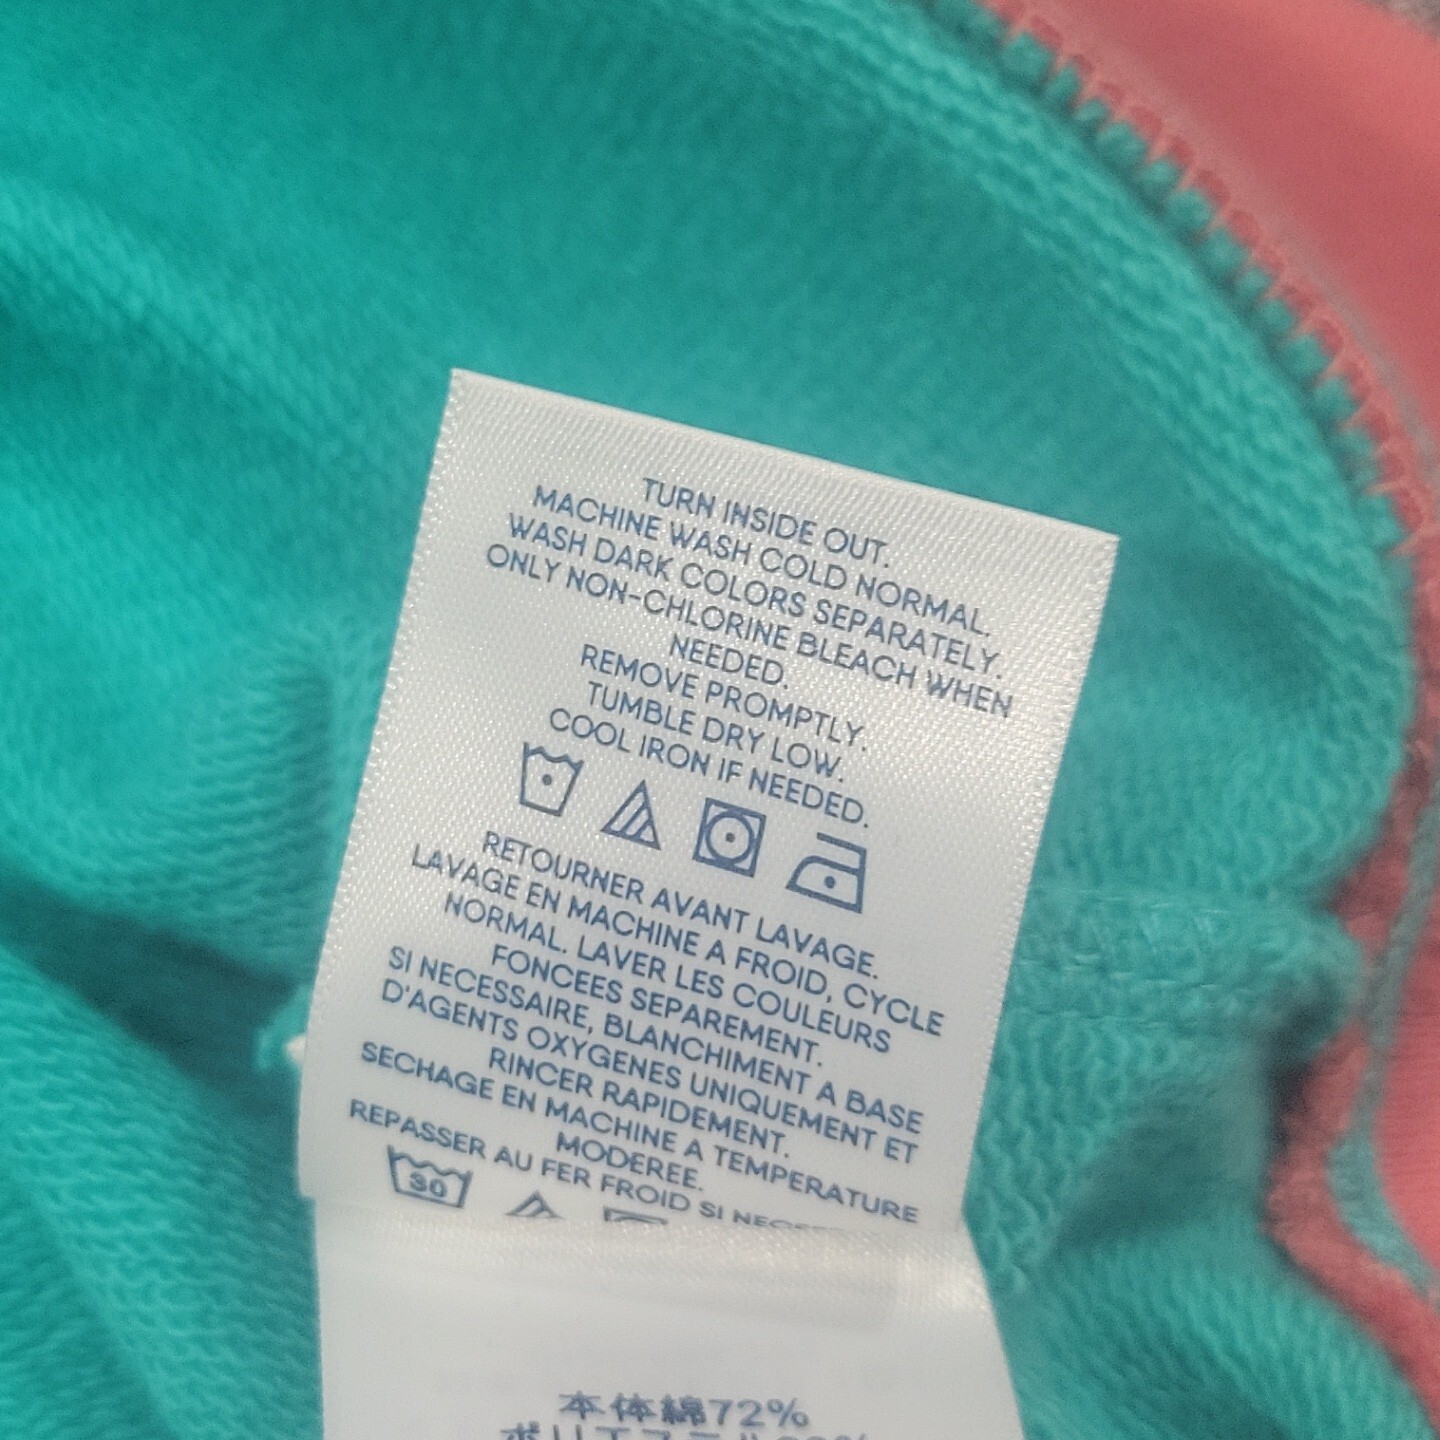 TURN INSIDE OUT.
MACHINE WASH COLD NORMAL.
WASH DARK COLORS SEPARATELY.
ONLY NON-CHLORINE BLEACH WHEN
NEEDED.
REMOVE PROMPTLY.
TUMBLE DRY LOW.
COOL IRON IF NEEDED.
RETOURNER AVANT LAVAGE.
LAVAGE EN MACHINE A FROID, CYCLE
NORMAL. LAVER LES COULEURS
FONCEES SEPAREMENT.
SI NECESSAIRE, BLANCHIMENT A BASE
D'AGENTS OXYGENES UNIQUEMENT ET
RINCER RAPIDEMENT.
SECHAGE EN MACHINE A TEMPERATURE
MODEREE.
REPASSER AU FER FROID SI
30
本体綿72%